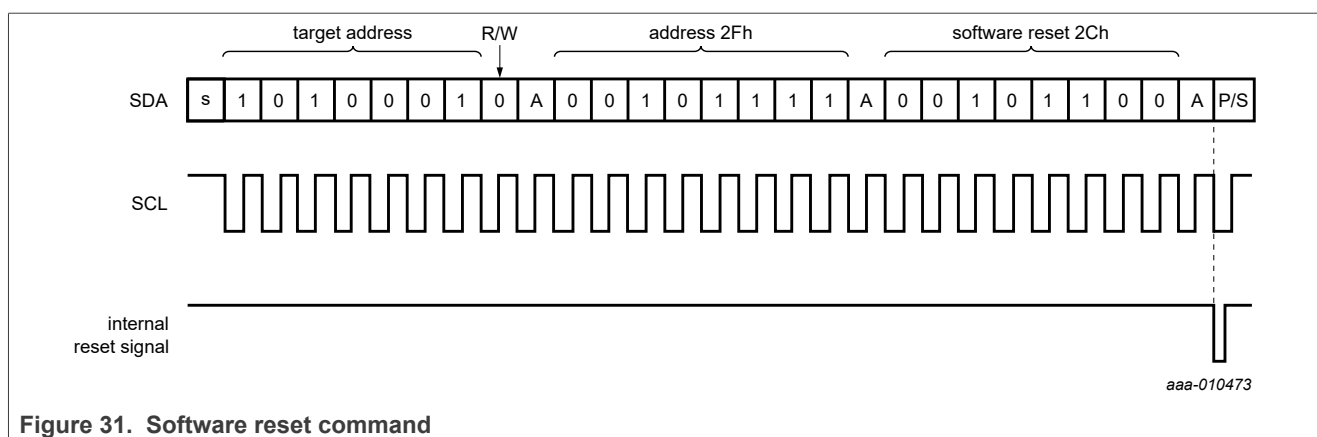 target address R/W address 2Fh software reset 2Ch
SDA s 1 0 1 0 0 0 1 0 A 0 0 1 0 1 1 1 1 A 0 0 1 0 1 1 0 0 A P/S
SCL
internal
reset signal
aaa-010473
Figure 31. Software reset command